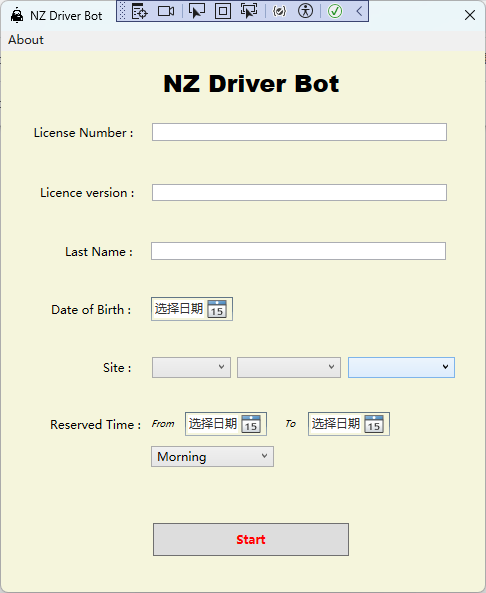 NZ Driver Bot
About
NZ Driver Bot
License Number :
Licence version :
Last Name :
Date of Birth : 选择日期 15
Site :
Reserved Time : From 选择日期 15 To 选择日期 15
Morning
Start